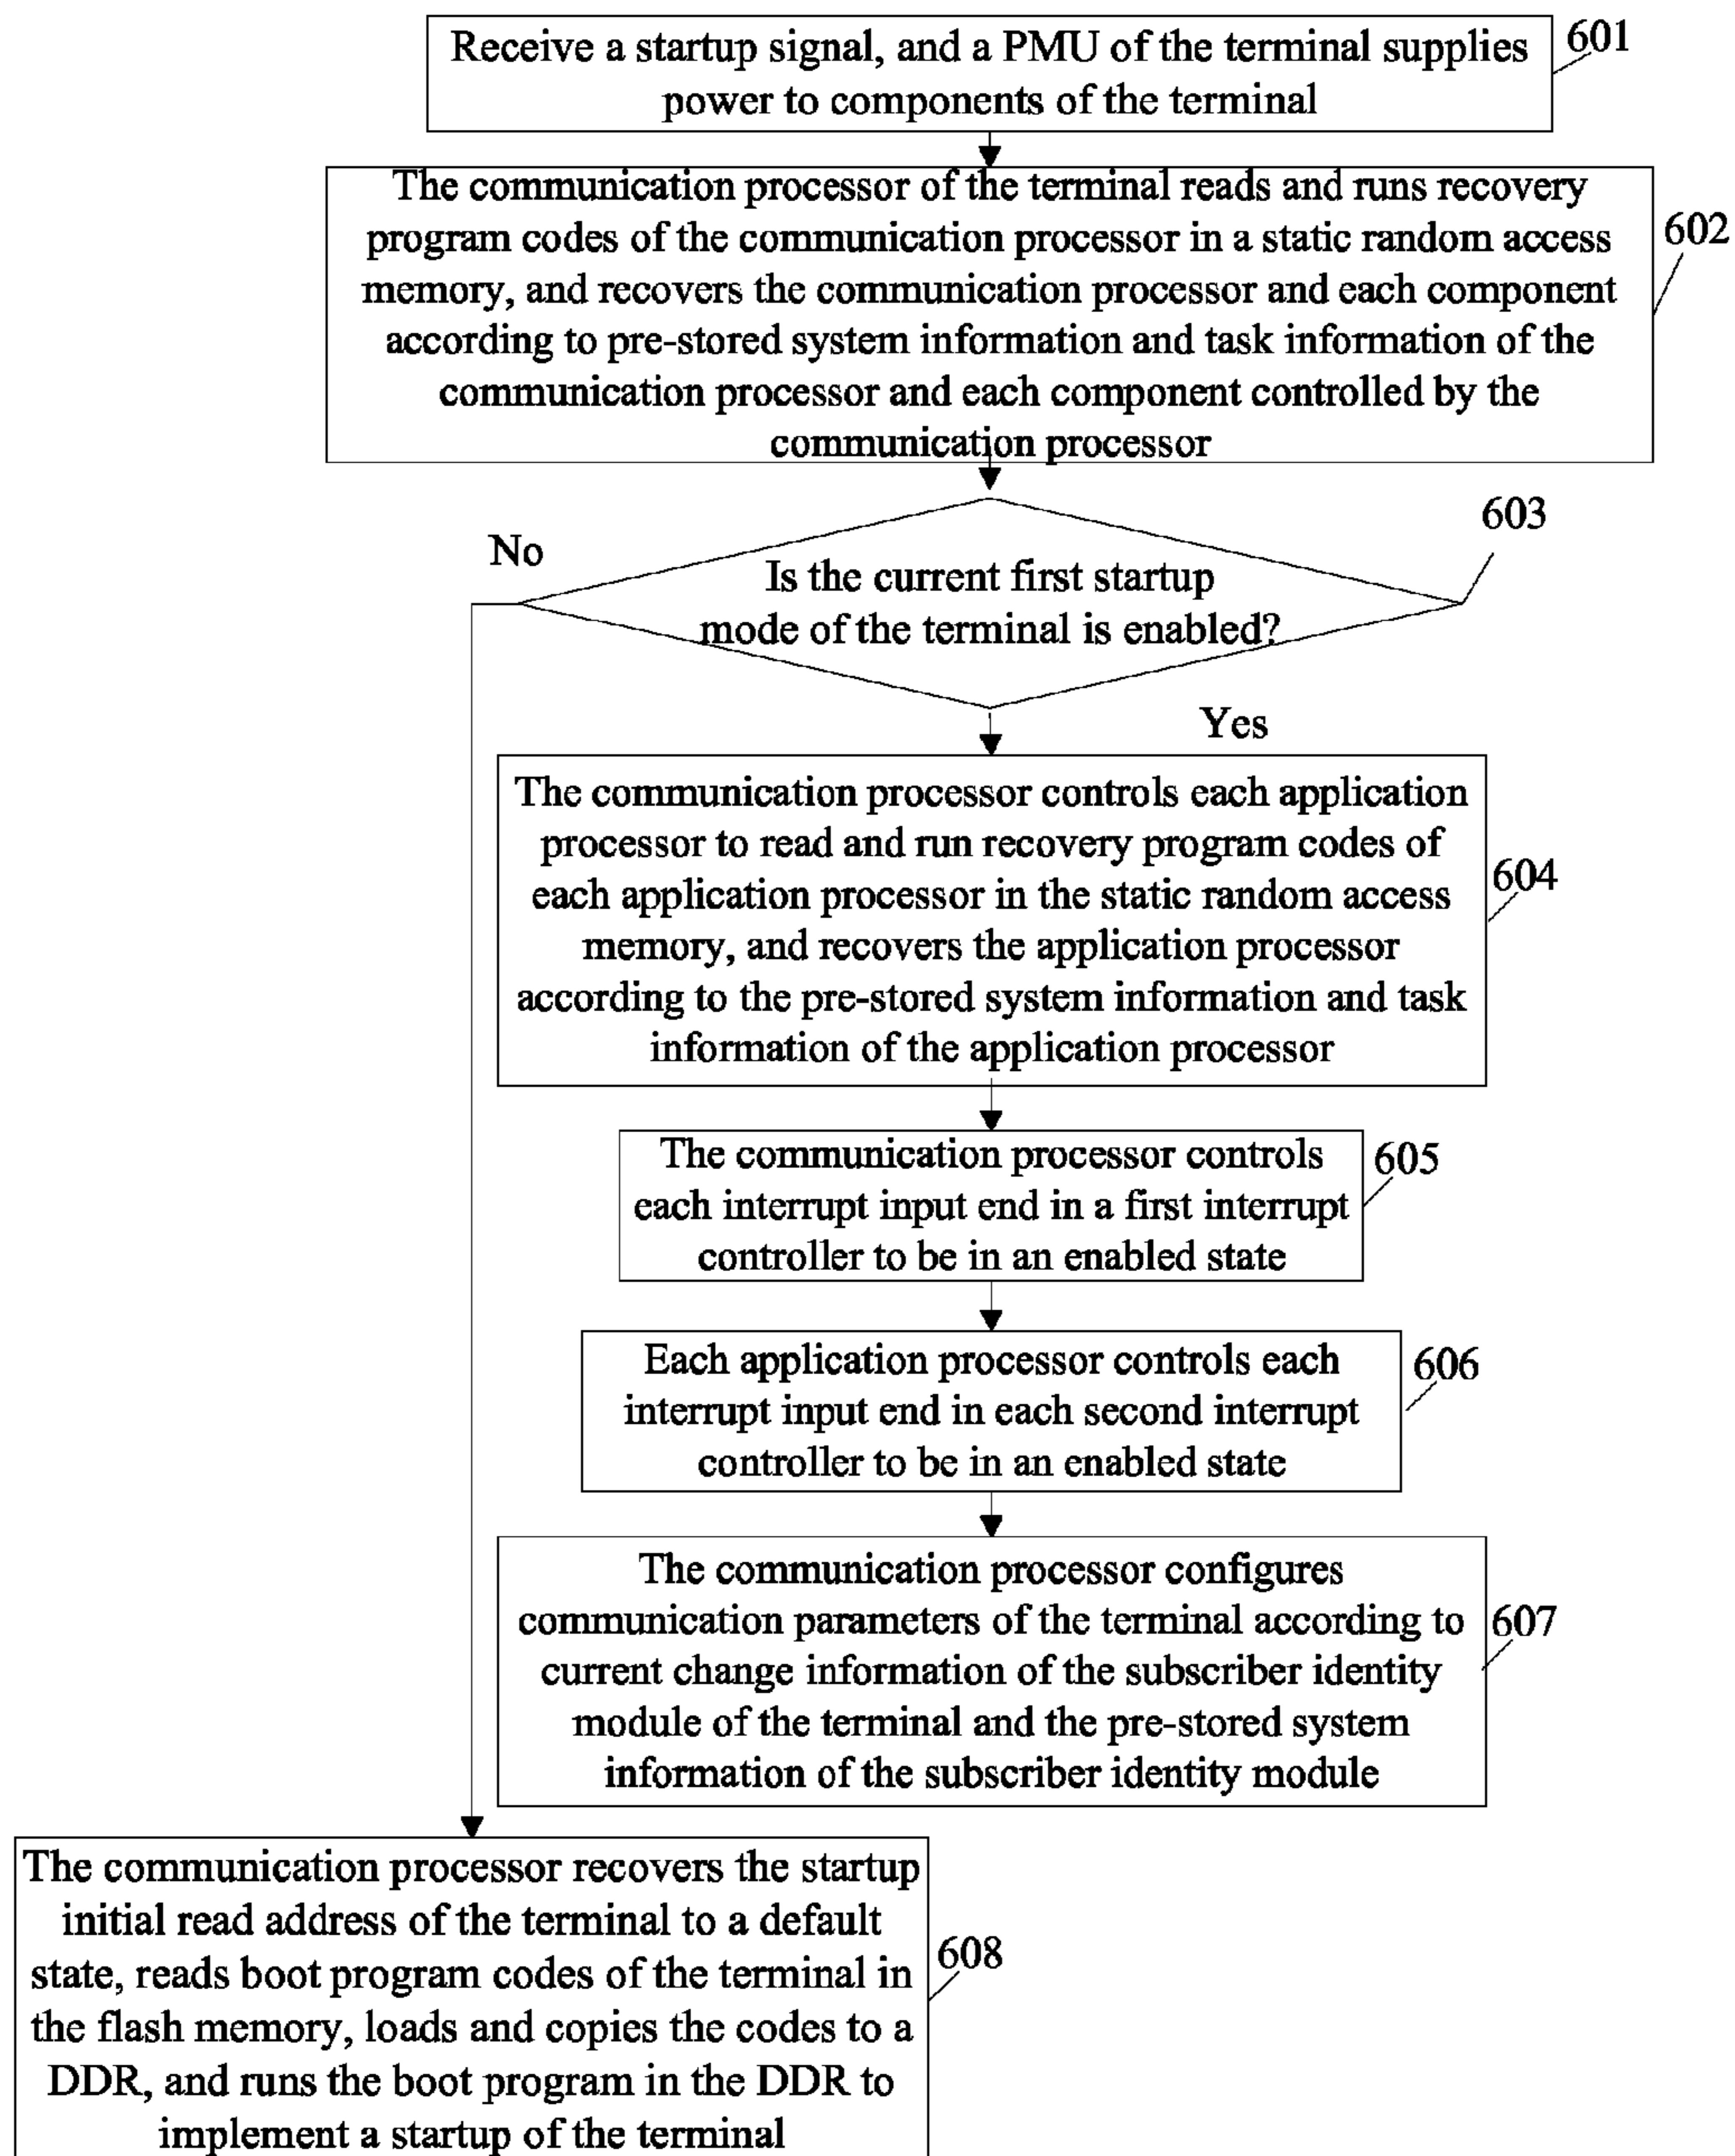 Receive a startup signal, and a PMU of the terminal supplies
power to components of the terminal
601
The communication processor of the terminal reads and runs recovery
program codes of the communication processor in a static random access
memory, and recovers the communication processor and each component
according to pre-stored system information and task information of the
communication processor and each component controlled by the
communication processor
602
603
No
Is the current first startup
mode of the terminal is enabled?
Yes
The communication processor controls each application
processor to read and run recovery program codes of
each application processor in the static random access
memory, and recovers the application processor
according to the pre-stored system information and task
information of the application processor
604
The communication processor controls
each interrupt input end in a first interrupt
controller to be in an enabled state
605
Each application processor controls each
interrupt input end in each second interrupt
controller to be in an enabled state
606
The communication processor configures
communication parameters of the terminal according to
current change information of the subscriber identity
module of the terminal and the pre-stored system
information of the subscriber identity module
607
The communication processor recovers the startup
initial read address of the terminal to a default
state, reads boot program codes of the terminal in
the flash memory, loads and copies the codes to a
DDR, and runs the boot program in the DDR to
implement a startup of the terminal
608